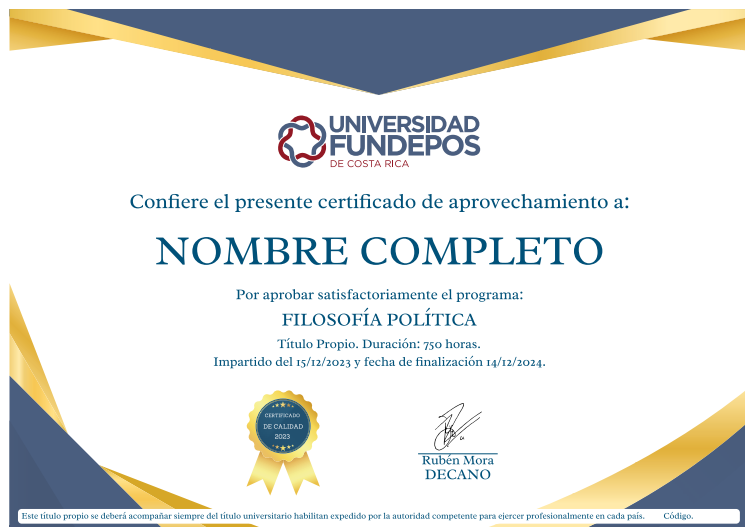 UNIVERSIDAD
FUNDEPOS
DE COSTA RICA
Confiere el presente certificado de aprovechamiento a:
NOMBRE COMPLETO
Por aprobar satisfactoriamente el programa:
FILOSOFÍA POLÍTICA
Título Propio. Duración: 750 horas.
Impartido del 15/12/2023 y fecha de finalización 14/12/2024.
CERTIFICADO
DE CALIDAD
2023
Rubén Mora
DECANO
Este título propio se deberá acompañar siempre del título universitario habilitan expedido por la autoridad competente para ejercer profesionalmente en cada país. Código.